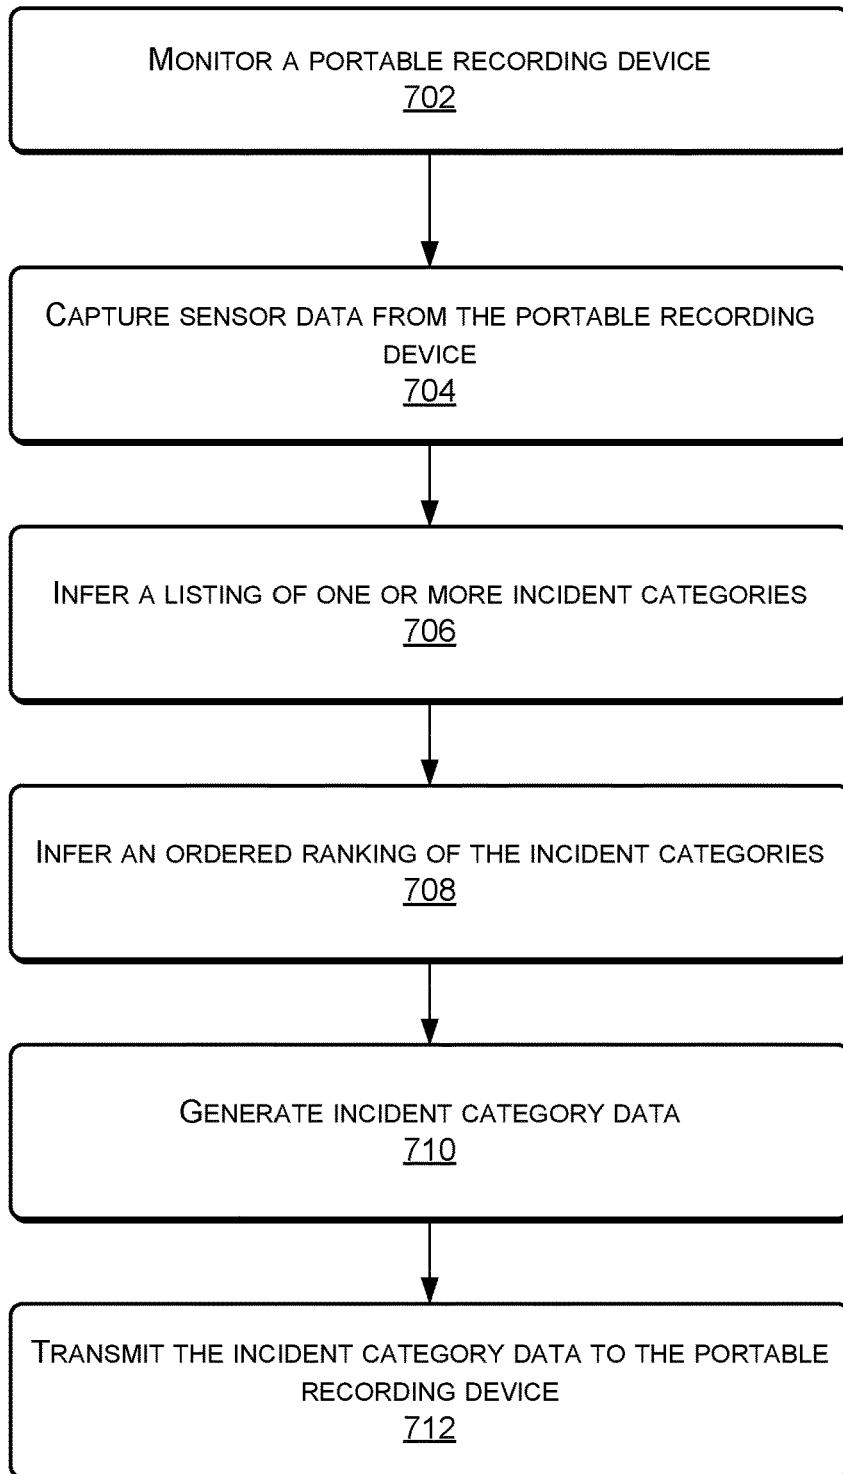 MONITOR A PORTABLE RECORDING DEVICE
702
CAPTURE SENSOR DATA FROM THE PORTABLE RECORDING
DEVICE
704
INFER A LISTING OF ONE OR MORE INCIDENT CATEGORIES
706
INFER AN ORDERED RANKING OF THE INCIDENT CATEGORIES
708
GENERATE INCIDENT CATEGORY DATA
710
TRANSMIT THE INCIDENT CATEGORY DATA TO THE PORTABLE
RECORDING DEVICE
712